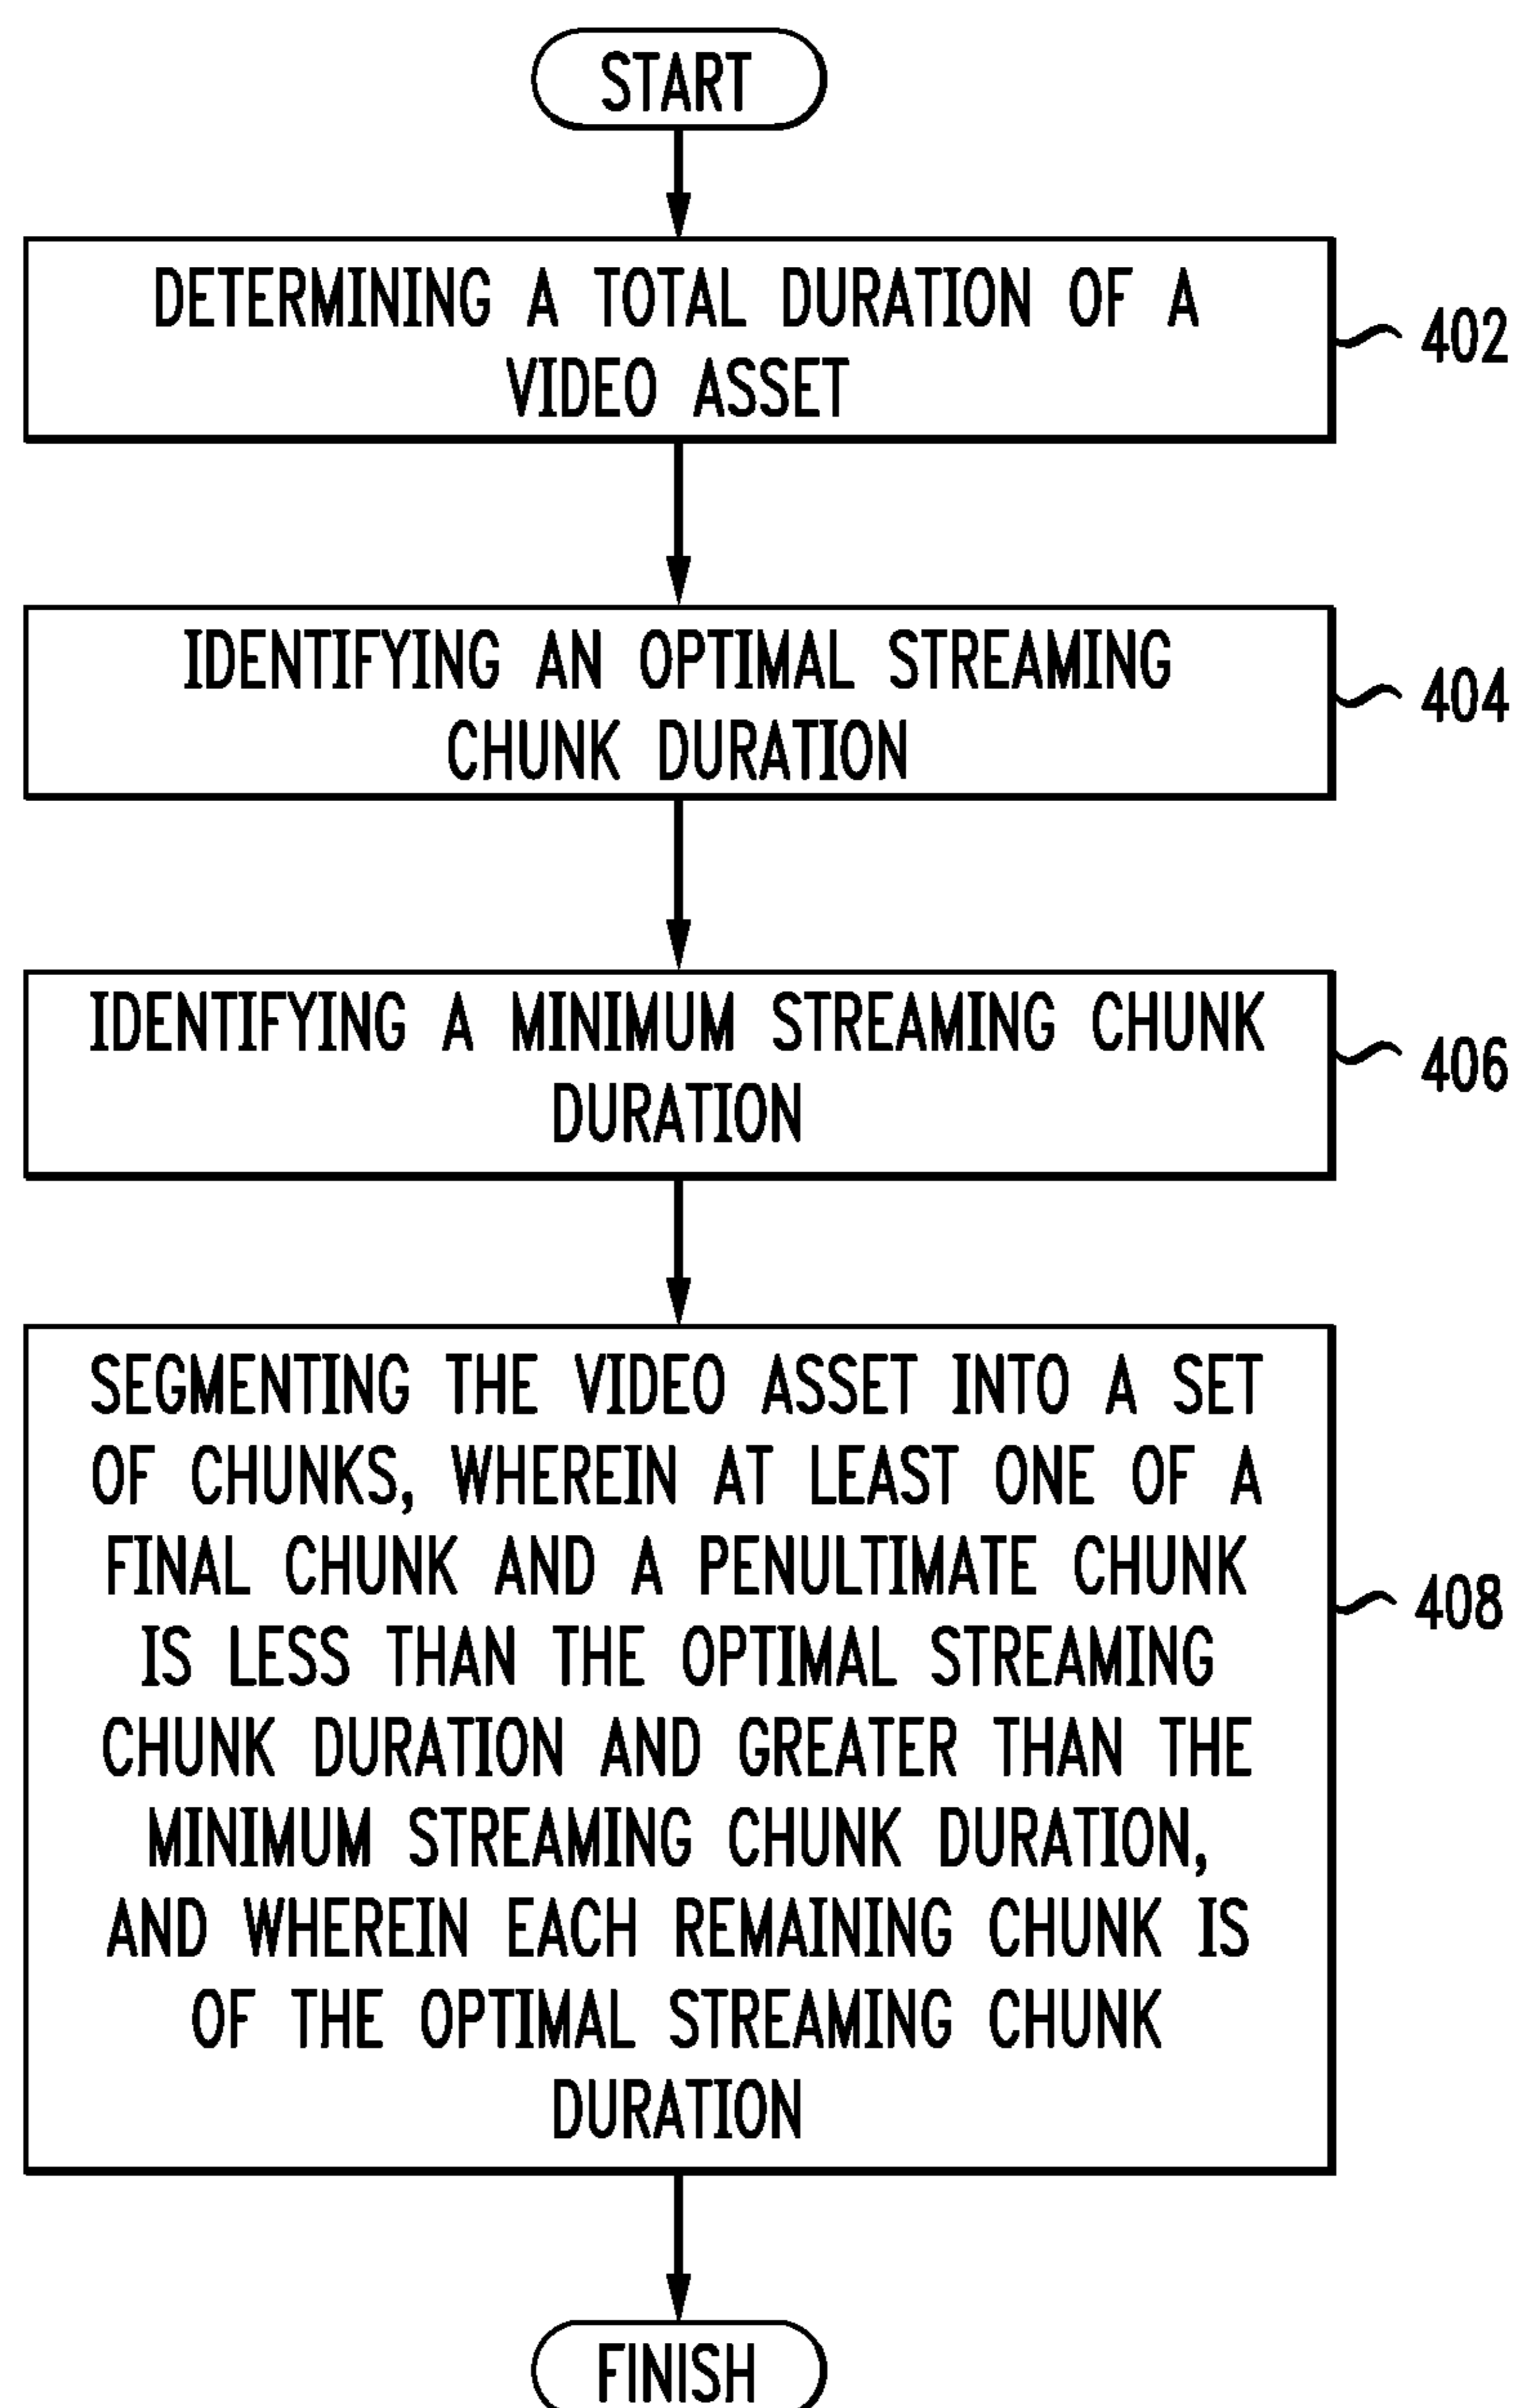 START
DETERMINING A TOTAL DURATION OF A
VIDEO ASSET
402
IDENTIFYING AN OPTIMAL STREAMING
CHUNK DURATION
404
IDENTIFYING A MINIMUM STREAMING CHUNK
DURATION
406
SEGMENTING THE VIDEO ASSET INTO A SET
OF CHUNKS, WHEREIN AT LEAST ONE OF A
FINAL CHUNK AND A PENULTIMATE CHUNK
IS LESS THAN THE OPTIMAL STREAMING
CHUNK DURATION AND GREATER THAN THE
MINIMUM STREAMING CHUNK DURATION,
AND WHEREIN EACH REMAINING CHUNK IS
OF THE OPTIMAL STREAMING CHUNK
DURATION
408
FINISH